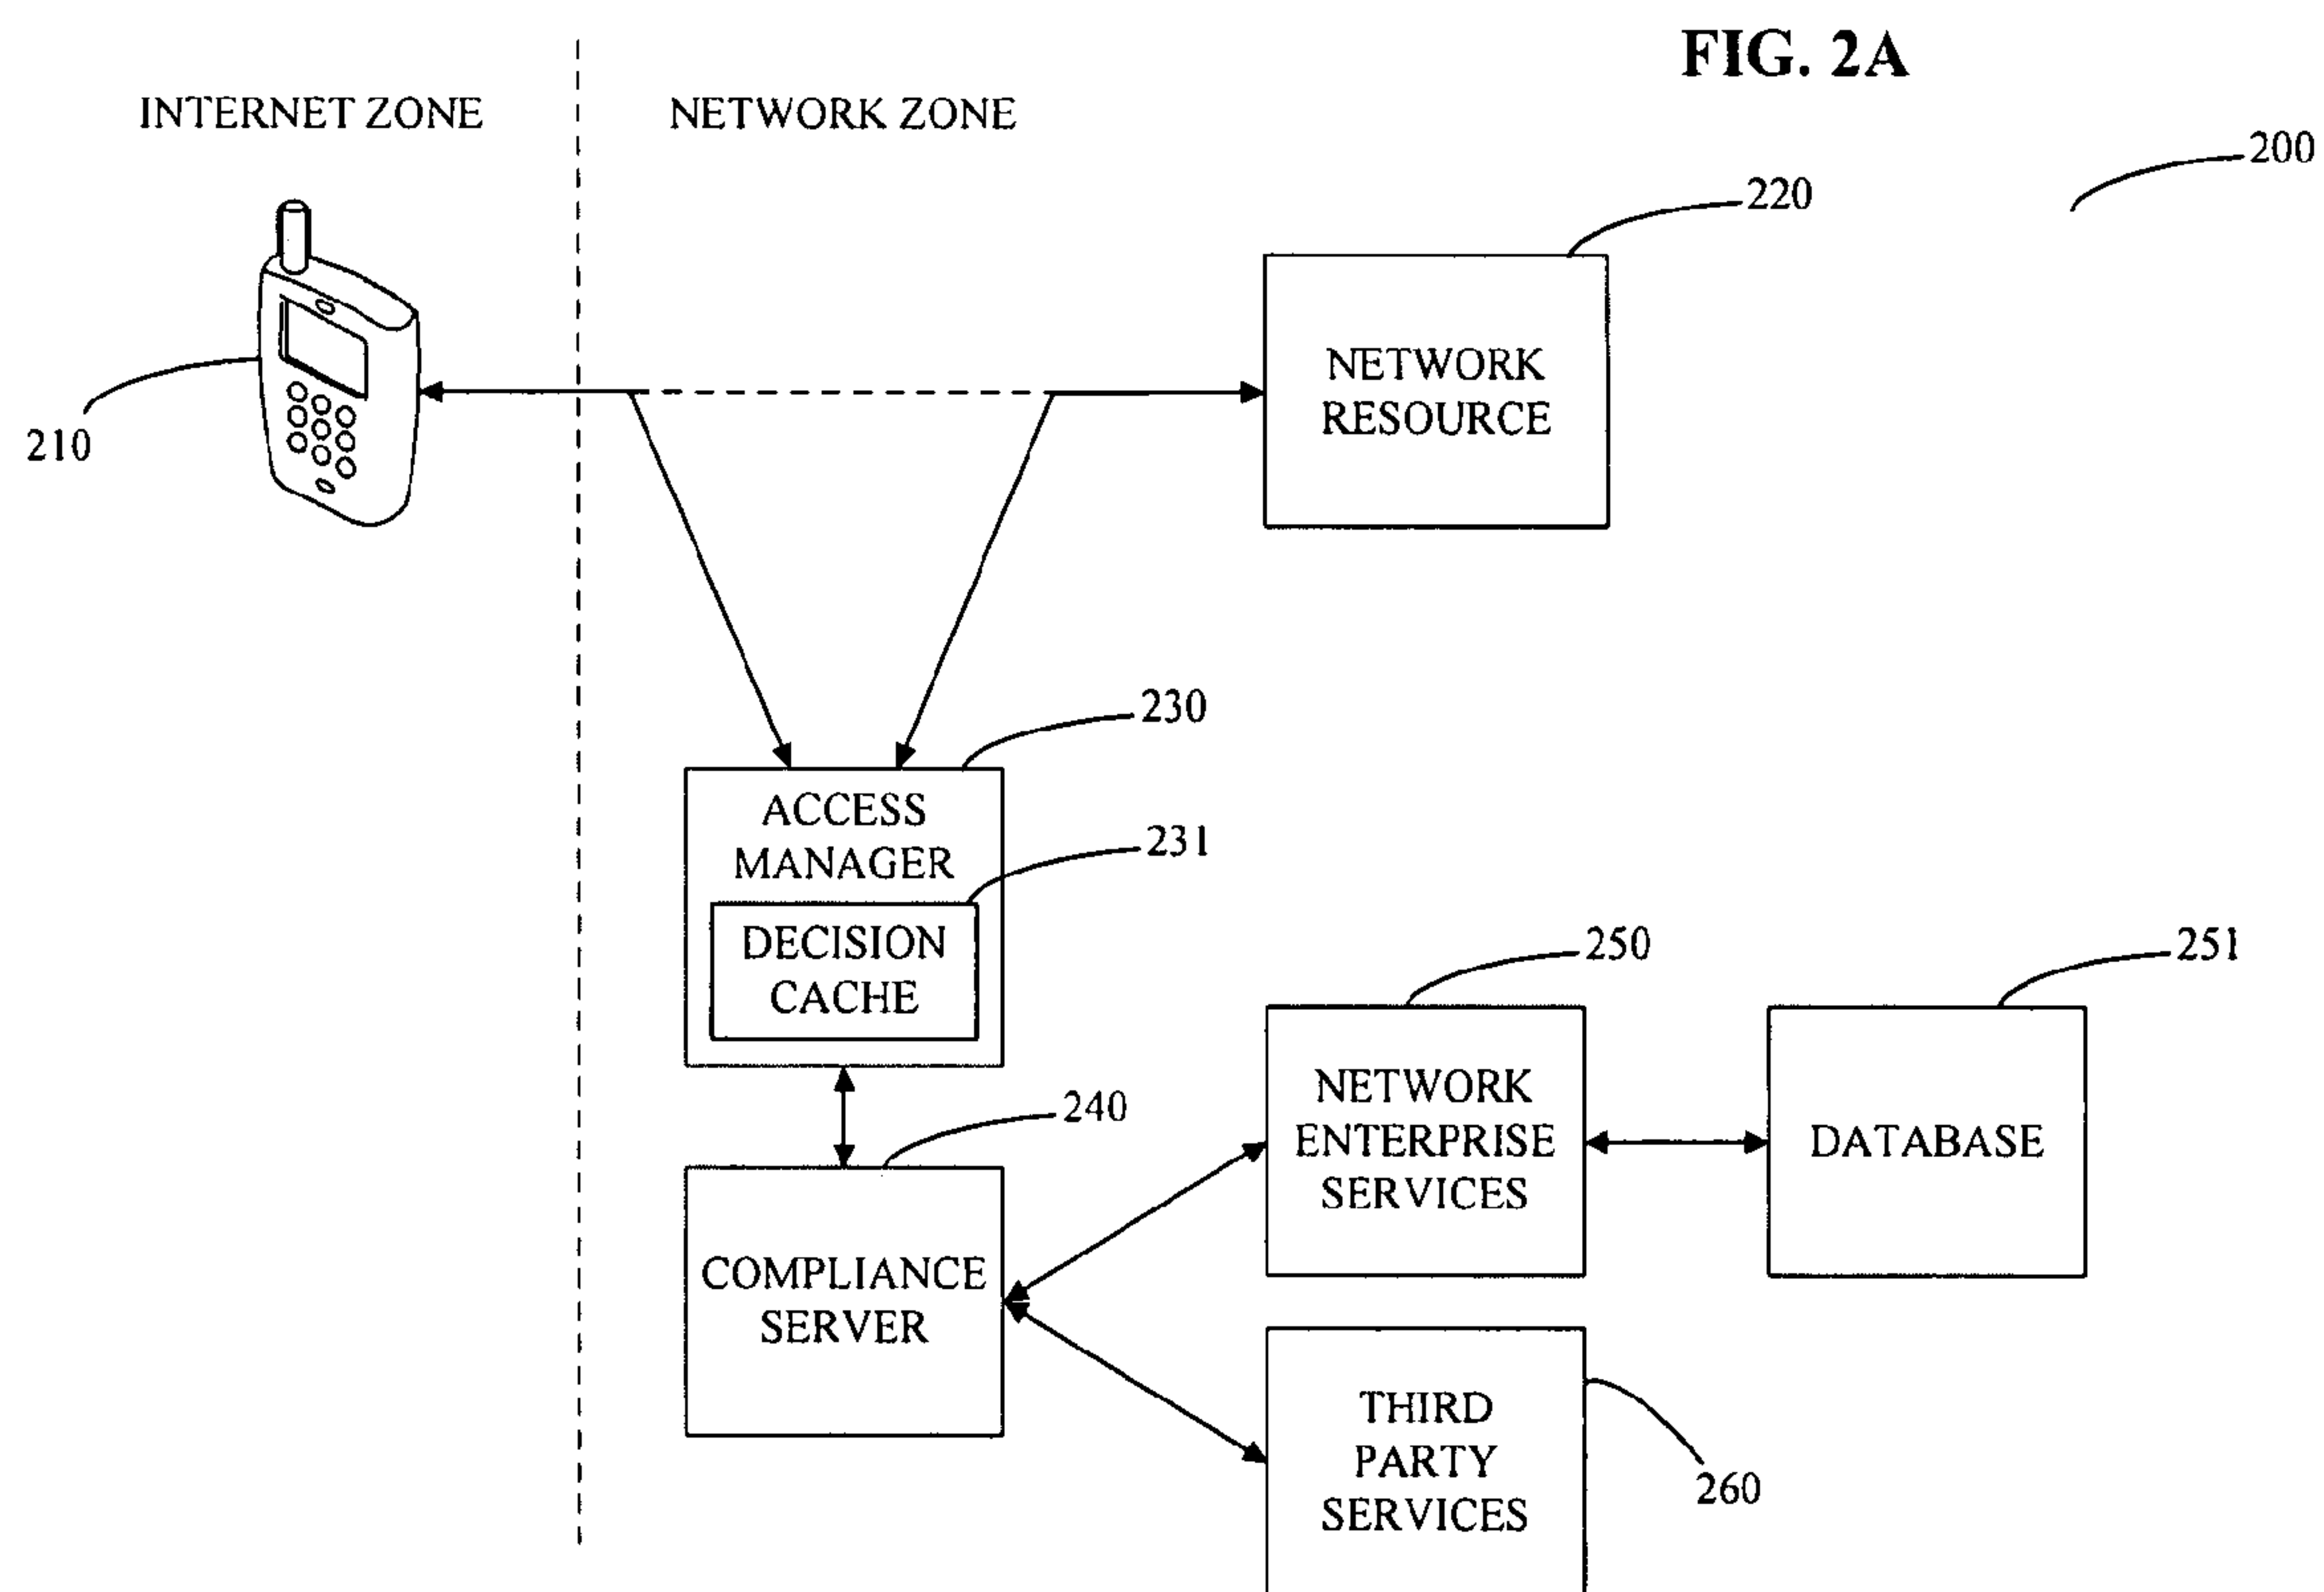 FIG. 2A
INTERNET ZONE
NETWORK ZONE
200
220
210
NETWORK
RESOURCE
230
ACCESS
MANAGER
231
DECISION
CACHE
250
251
240
NETWORK
ENTERPRISE
SERVICES
DATABASE
COMPLIANCE
SERVER
THIRD
PARTY
SERVICES
260